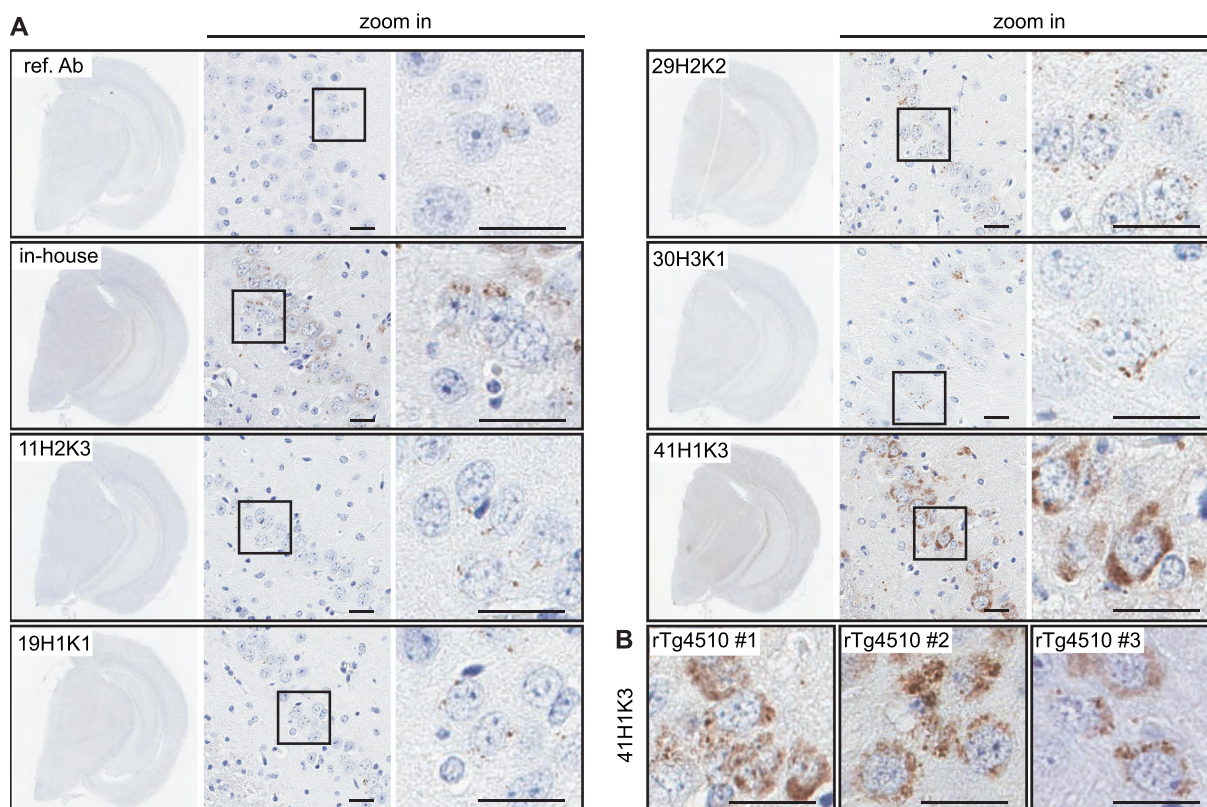 A
zoom in
zoom in
ref. Ab
in-house
11H2K3
19H1K1
29H2K2
30H3K1
41H1K3
B
41H1K3
rTg4510 #1
rTg4510 #2
rTg4510 #3